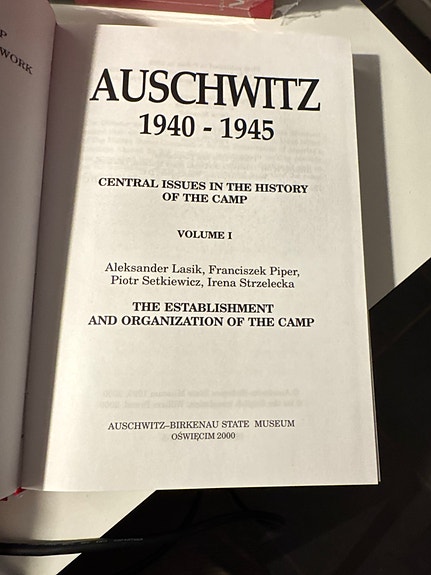 P
WORK
AUSCHWITZ
1940 - 1945
CENTRAL ISSUES IN THE HISTORY
OF THE CAMP
VOLUME I
Aleksander Lasik, Franciszek Piper,
Piotr Setkiewicz, Irena Strzelecka
THE ESTABLISHMENT
AND ORGANIZATION OF THE CAMP
AUSCHWITZ–BIRKENAU STATE MUSEUM
OŚWIĘCIM 2000